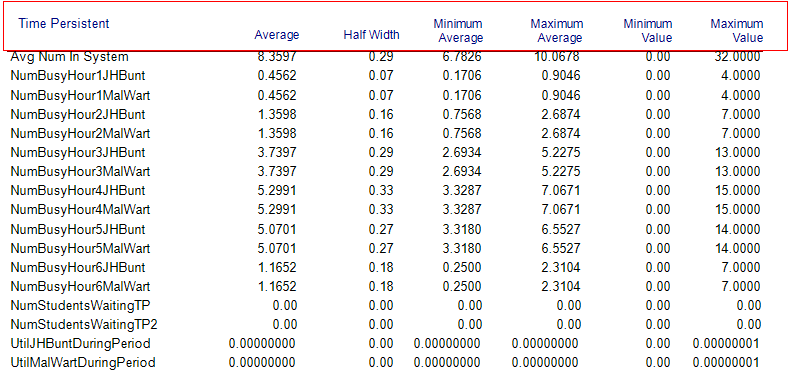 Time Persistent Average Half Width Minimum Average Maximum Average Minimum Value Maximum Value
Avg Num In System 8.3597 0.29 6.7826 10.0678 0.00 32.0000
NumBusyHour1JHBunt 0.4562 0.07 0.1706 0.9046 0.00 4.0000
NumBusyHour1MalWart 0.4562 0.07 0.1706 0.9046 0.00 4.0000
NumBusyHour2JHBunt 1.3598 0.16 0.7568 2.6874 0.00 7.0000
NumBusyHour2MalWart 1.3598 0.16 0.7568 2.6874 0.00 7.0000
NumBusyHour3JHBunt 3.7397 0.29 2.6934 5.2275 0.00 13.0000
NumBusyHour3MalWart 3.7397 0.29 2.6934 5.2275 0.00 13.0000
NumBusyHour4JHBunt 5.2991 0.33 3.3287 7.0671 0.00 15.0000
NumBusyHour4MalWart 5.2991 0.33 3.3287 7.0671 0.00 15.0000
NumBusyHour5JHBunt 5.0701 0.27 3.3180 6.5527 0.00 14.0000
NumBusyHour5MalWart 5.0701 0.27 3.3180 6.5527 0.00 14.0000
NumBusyHour6JHBunt 1.1652 0.18 0.2500 2.3104 0.00 7.0000
NumBusyHour6MalWart 1.1652 0.18 0.2500 2.3104 0.00 7.0000
NumStudentsWaitingTP 0.00 0.00 0.00 0.00 0.00 0.00
NumStudentsWaitingTP2 0.00 0.00 0.00 0.00 0.00 0.00
UtilJHBuntDuringPeriod 0.00000000 0.00 0.00000000 0.00000000 0.00 0.00000001
UtilMalWartDuringPeriod 0.00000000 0.00 0.00000000 0.00000000 0.00 0.00000001